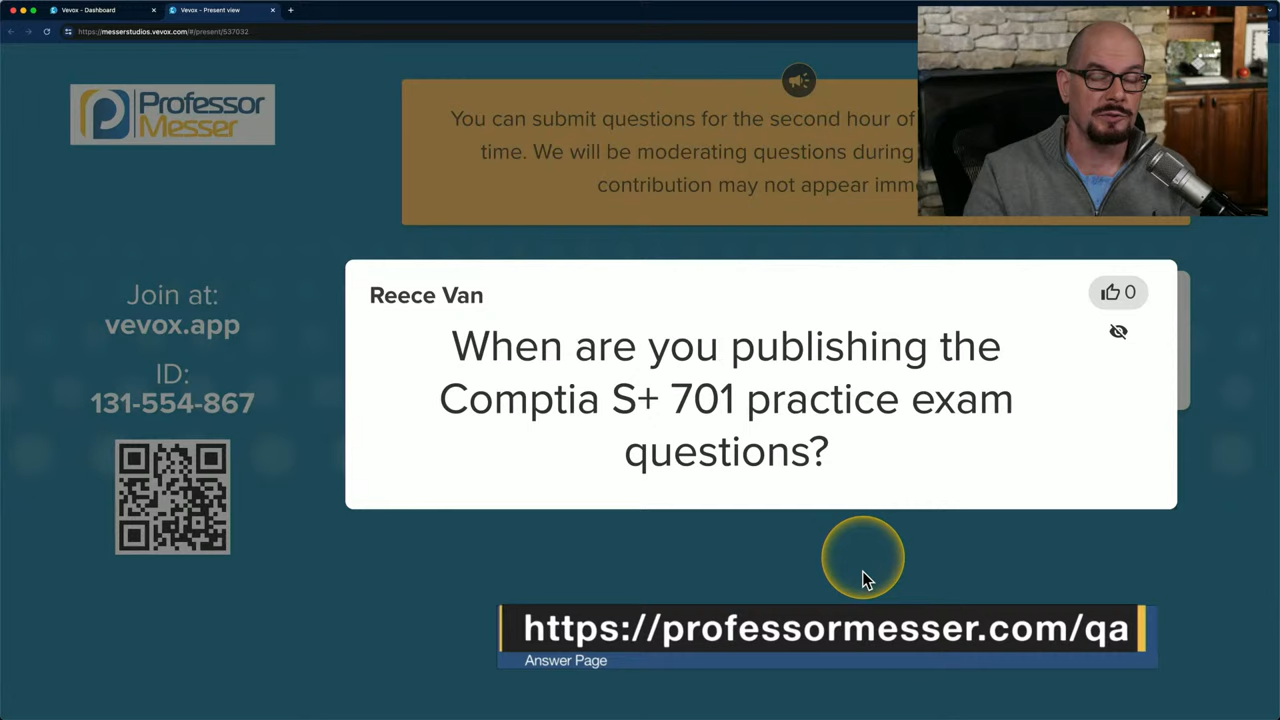 Vevox - Dashboard
Vevox - Present view
https://messerstudios.vevox.com/#/present/537032
Professor
Messer
You can submit questions for the second hour of
time. We will be moderating questions during
contribution may not appear imme
Join at:
vevox.app
ID:
131-554-867
Reece Van
0
When are you publishing the
Comptia S+ 701 practice exam
questions?
https://professormesser.com/qa
Answer Page